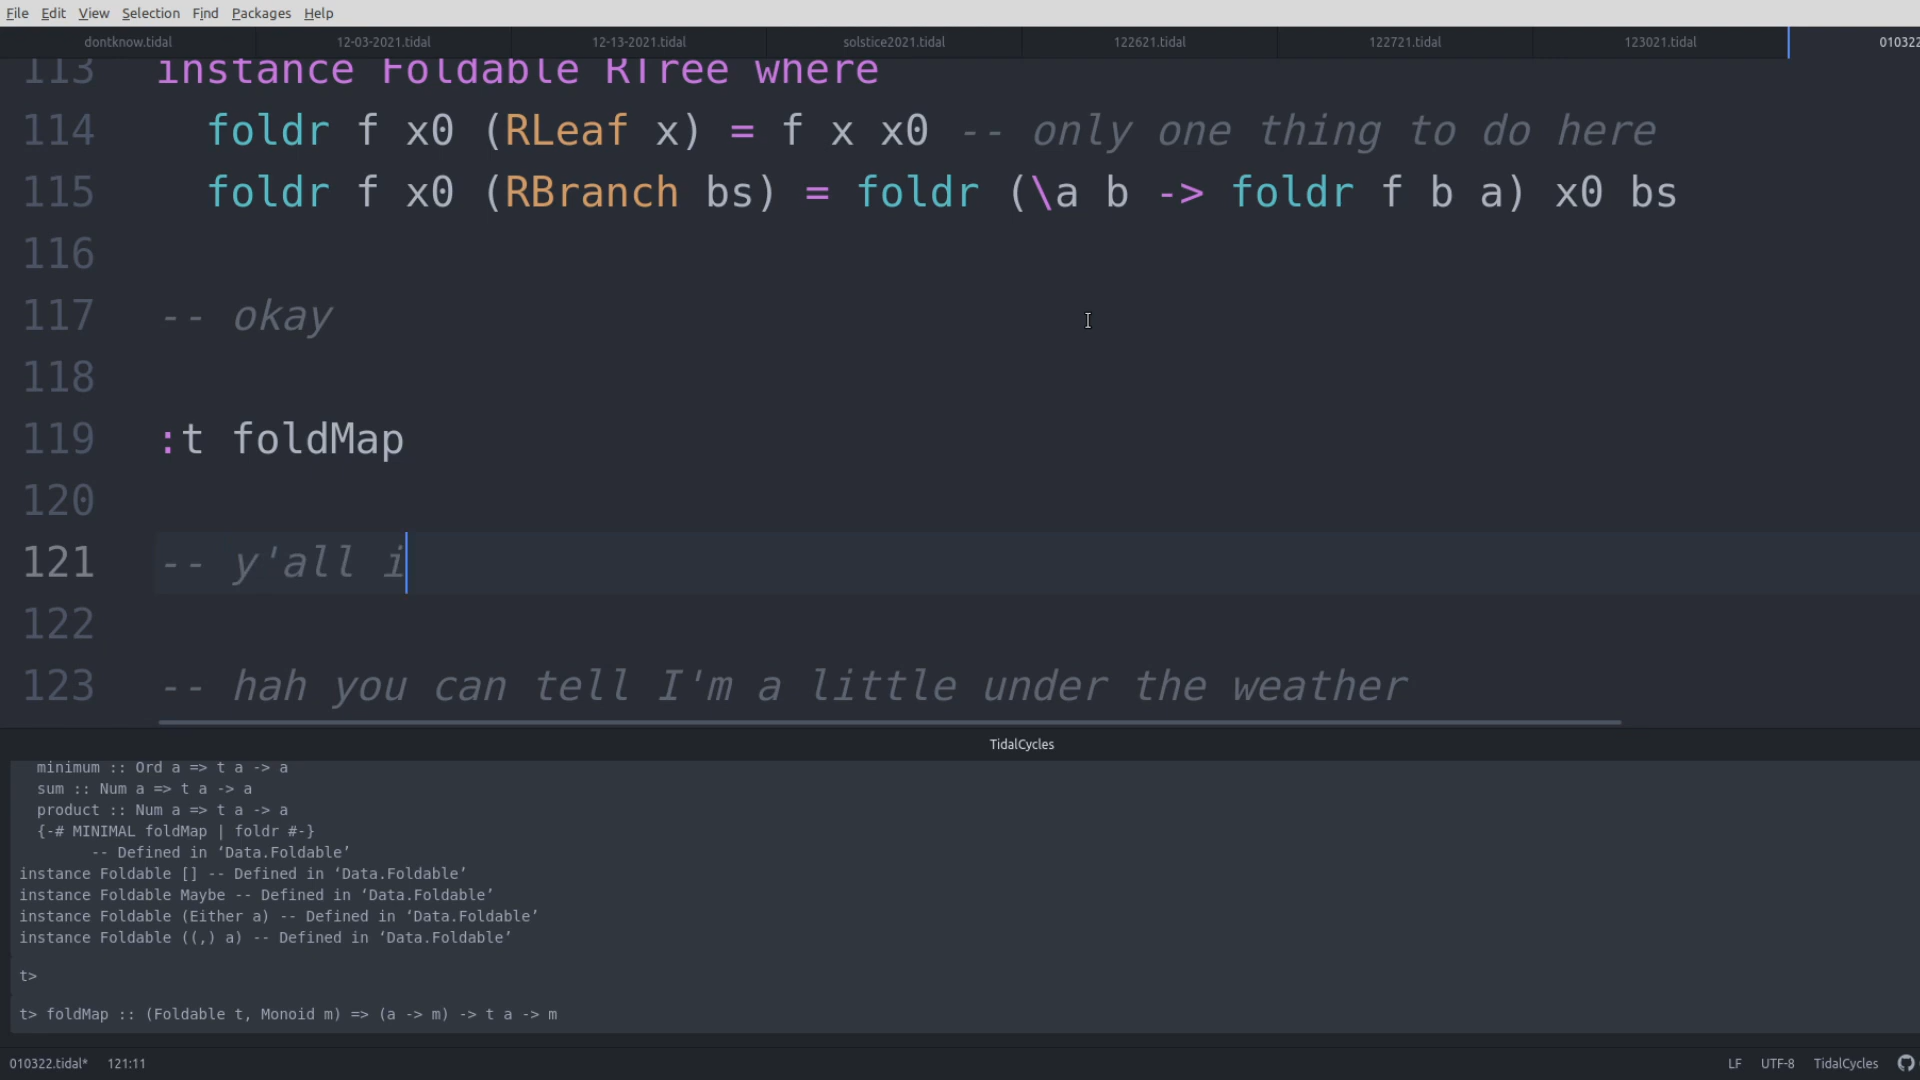 File Edit View Selection Find Packages Help
dontknow.tidal 12-03-2021.tidal 12-13-2021.tidal solstice2021.tidal 122621.tidal 122721.tidal 123021.tidal 010322
113 instance Foldable RTree where
114 foldr f x0 (RLeaf x) = f x x0 -- only one thing to do here
115 foldr f x0 (RBranch bs) = foldr (\a b -> foldr f b a) x0 bs
116
117 -- okay
118
119 :t foldMap
120
121 -- y'all i
122
123 -- hah you can tell I'm a little under the weather
TidalCycles
minimum :: Ord a => t a -> a
sum :: Num a => t a -> a
product :: Num a => t a -> a
{-# MINIMAL foldMap | foldr #-}
-- Defined in ‘Data.Foldable’
instance Foldable [] -- Defined in ‘Data.Foldable’
instance Foldable Maybe -- Defined in ‘Data.Foldable’
instance Foldable (Either a) -- Defined in ‘Data.Foldable’
instance Foldable ((,) a) -- Defined in ‘Data.Foldable’
t>
t> foldMap :: (Foldable t, Monoid m) => (a -> m) -> t a -> m
010322.tidal* 121:11 LF UTF-8 TidalCycles